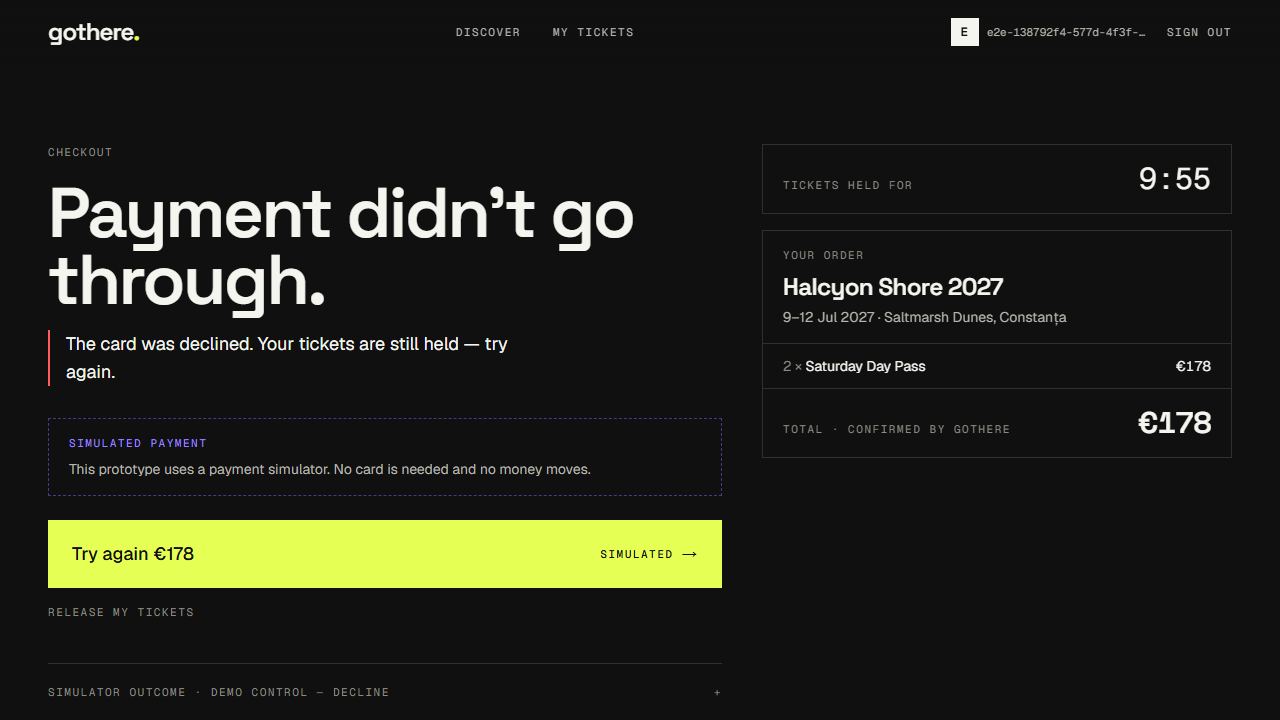 gothere.
DISCOVER
MY TICKETS
E
e2e-138792f4-577d-4f3f-…
SIGN OUT
CHECKOUT
Payment didn’t go
through.
The card was declined. Your tickets are still held — try
again.
SIMULATED PAYMENT
This prototype uses a payment simulator. No card is needed and no money moves.
Try again €178
SIMULATED →
RELEASE MY TICKETS
SIMULATOR OUTCOME · DEMO CONTROL — DECLINE
+
TICKETS HELD FOR
9:55
YOUR ORDER
Halcyon Shore 2027
9–12 Jul 2027 · Saltmarsh Dunes, Constanța
2 × Saturday Day Pass
€178
TOTAL · CONFIRMED BY GOTHERE
€178